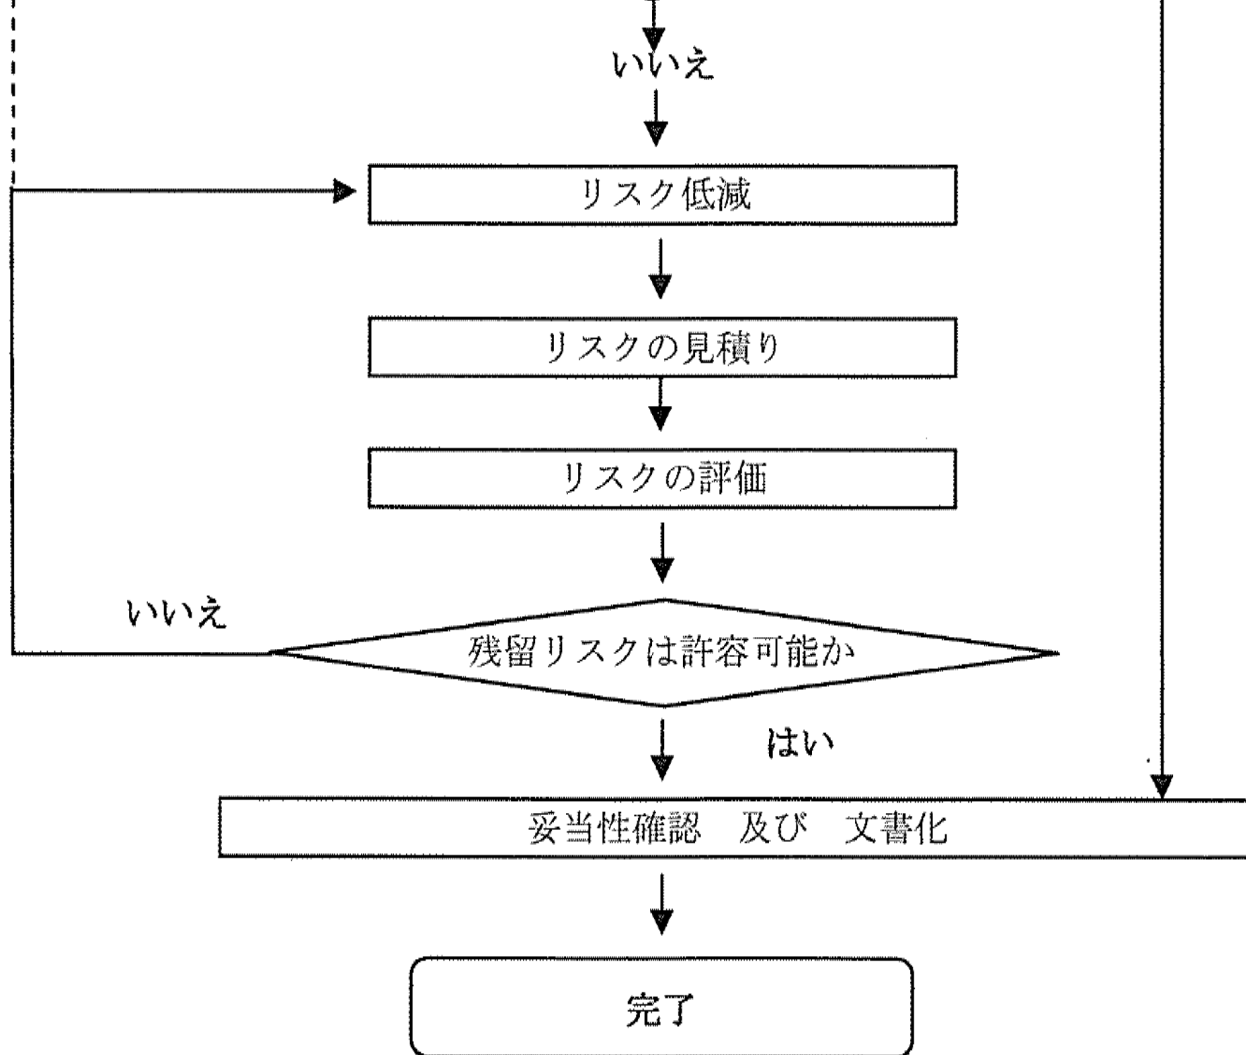 いいえ
リスク低減
リスクの見積り
リスクの評価
いいえ
残留リスクは許容可能か
はい
妥当性確認　及び　文書化
完了